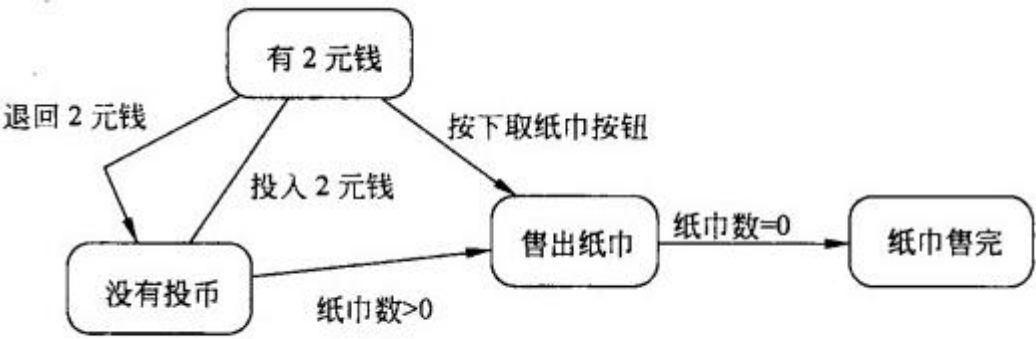 有 2 元钱
退回 2 元钱
按下取纸巾按钮
投入 2 元钱
售出纸巾
纸巾数=0
纸巾售完
没有投币
纸巾数>0